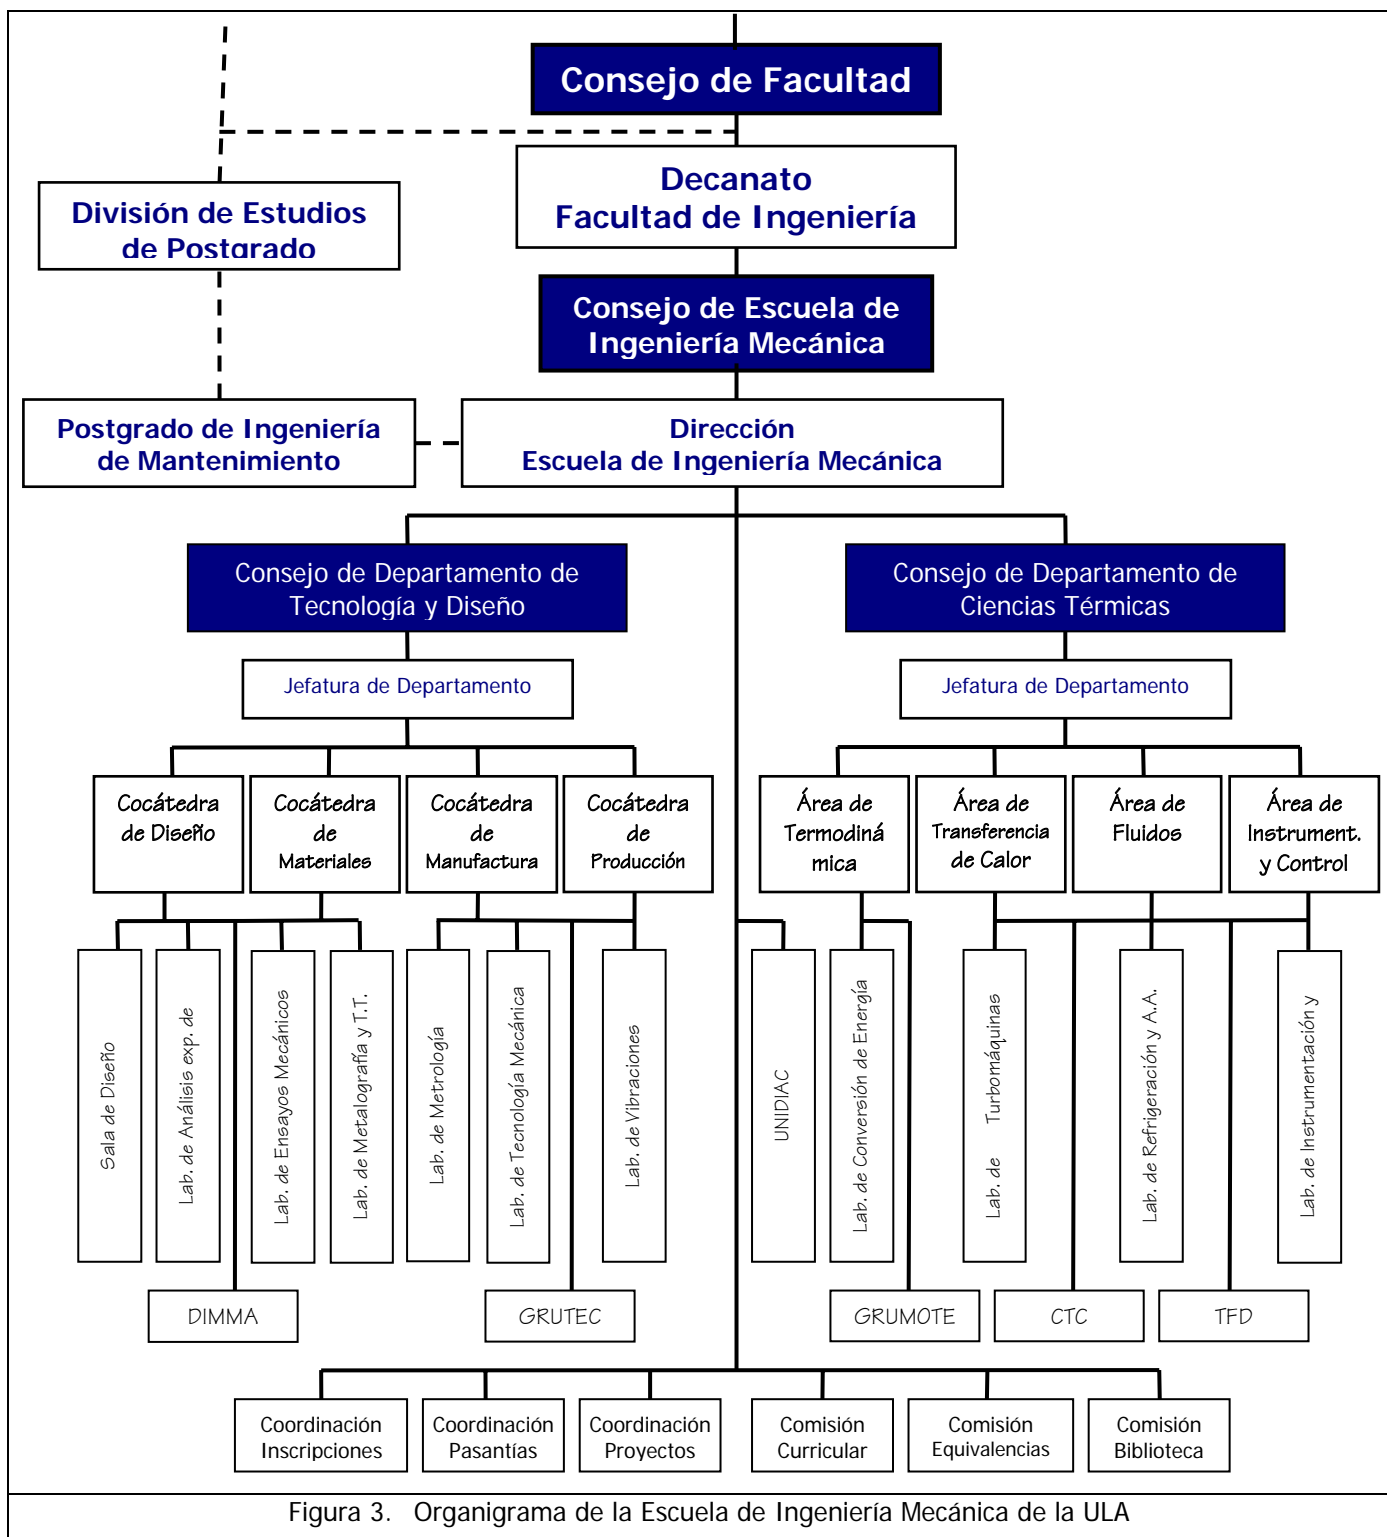 Consejo de Facultad
Decanato
Facultad de Ingeniería
División de Estudios
de Postgrado
Consejo de Escuela de
Ingeniería Mecánica
Postgrado de Ingeniería
de Mantenimiento
Dirección
Escuela de Ingeniería Mecánica
Consejo de Departamento de
Tecnología y Diseño
Consejo de Departamento de
Ciencias Térmicas
Jefatura de Departamento
Jefatura de Departamento
Cocátedra
de Diseño
Cocátedra
de
Materiales
Cocátedra
de
Manufactura
Cocátedra
de
Producción
Área de
Termodiná
mica
Área de
Transferencia
de Calor
Área de
Fluidos
Área de
Instrument.
y Control
Sala de Diseño
Lab. de Análisis exp. de
Lab. de Ensayos Mecánicos
Lab. de Metalografía y T.T.
Lab. de Metrología
Lab. de Tecnología Mecánica
Lab. de Vibraciones
UNIDIAC
Lab. de Conversión de Energía
Lab. de Turbomáquinas
Lab. de Refrigeración y A.A.
Lab. de Instrumentación y
DIMMA
GRUTEC
GRUMOTE
CTC
TFD
Coordinación
Inscripciones
Coordinación
Pasantías
Coordinación
Proyectos
Comisión
Curricular
Comisión
Equivalencias
Comisión
Biblioteca
Figura 3. Organigrama de la Escuela de Ingeniería Mecánica de la ULA